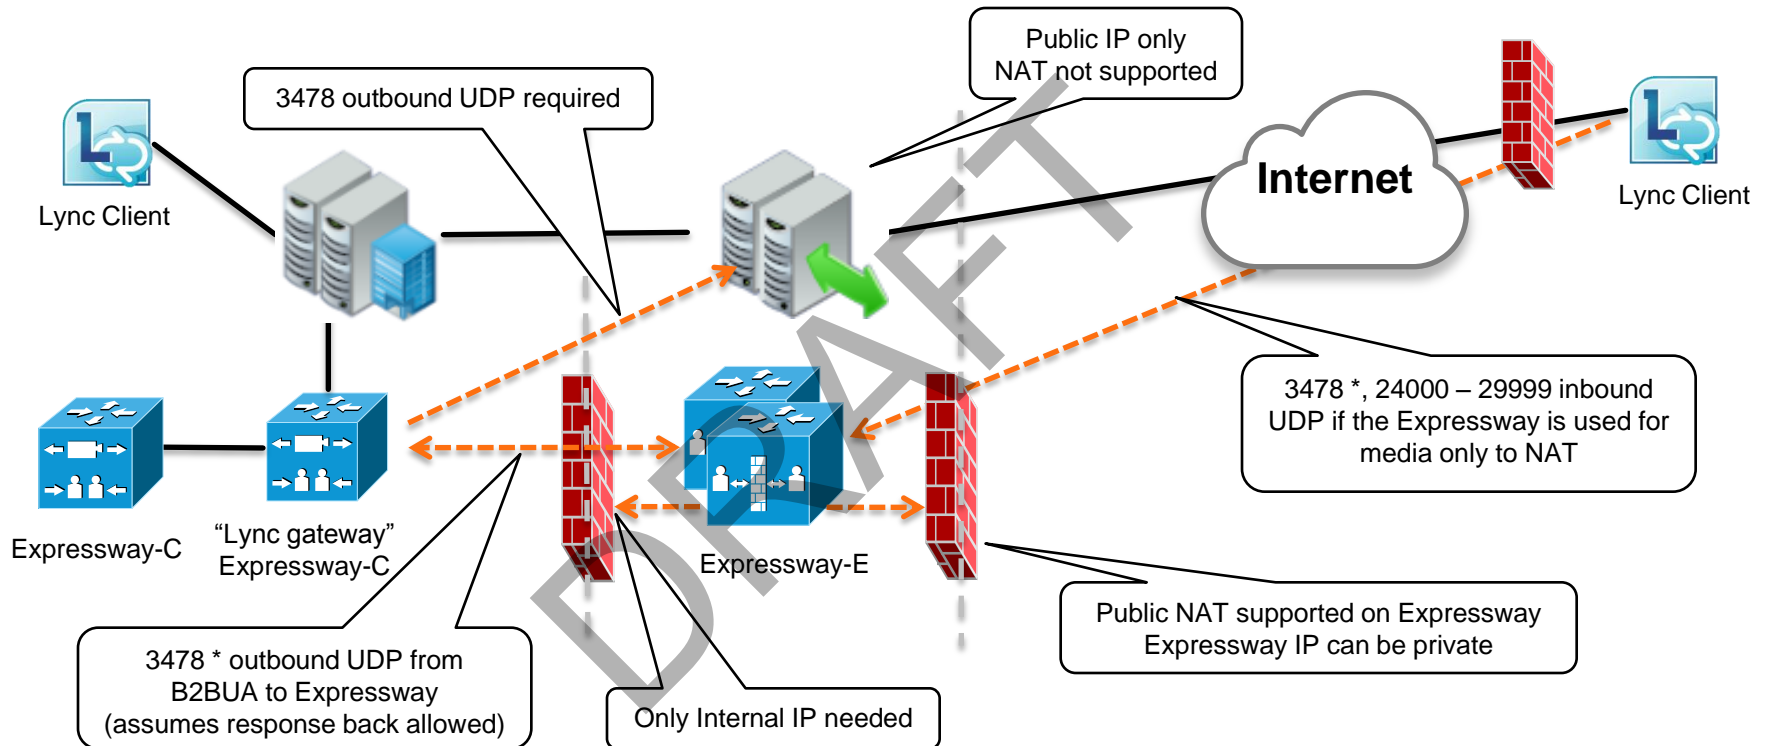 Public IP only
NAT not supported
3478 outbound UDP required
Internet
Lync Client
Lync Client
3478 *, 24000 – 29999 inbound
UDP if the Expressway is used for
media only to NAT
Expressway-C
“Lync gateway”
Expressway-C
Expressway-E
Public NAT supported on Expressway
Expressway IP can be private
3478 * outbound UDP from
B2BUA to Expressway
(assumes response back allowed)
Only Internal IP needed
DRAFT